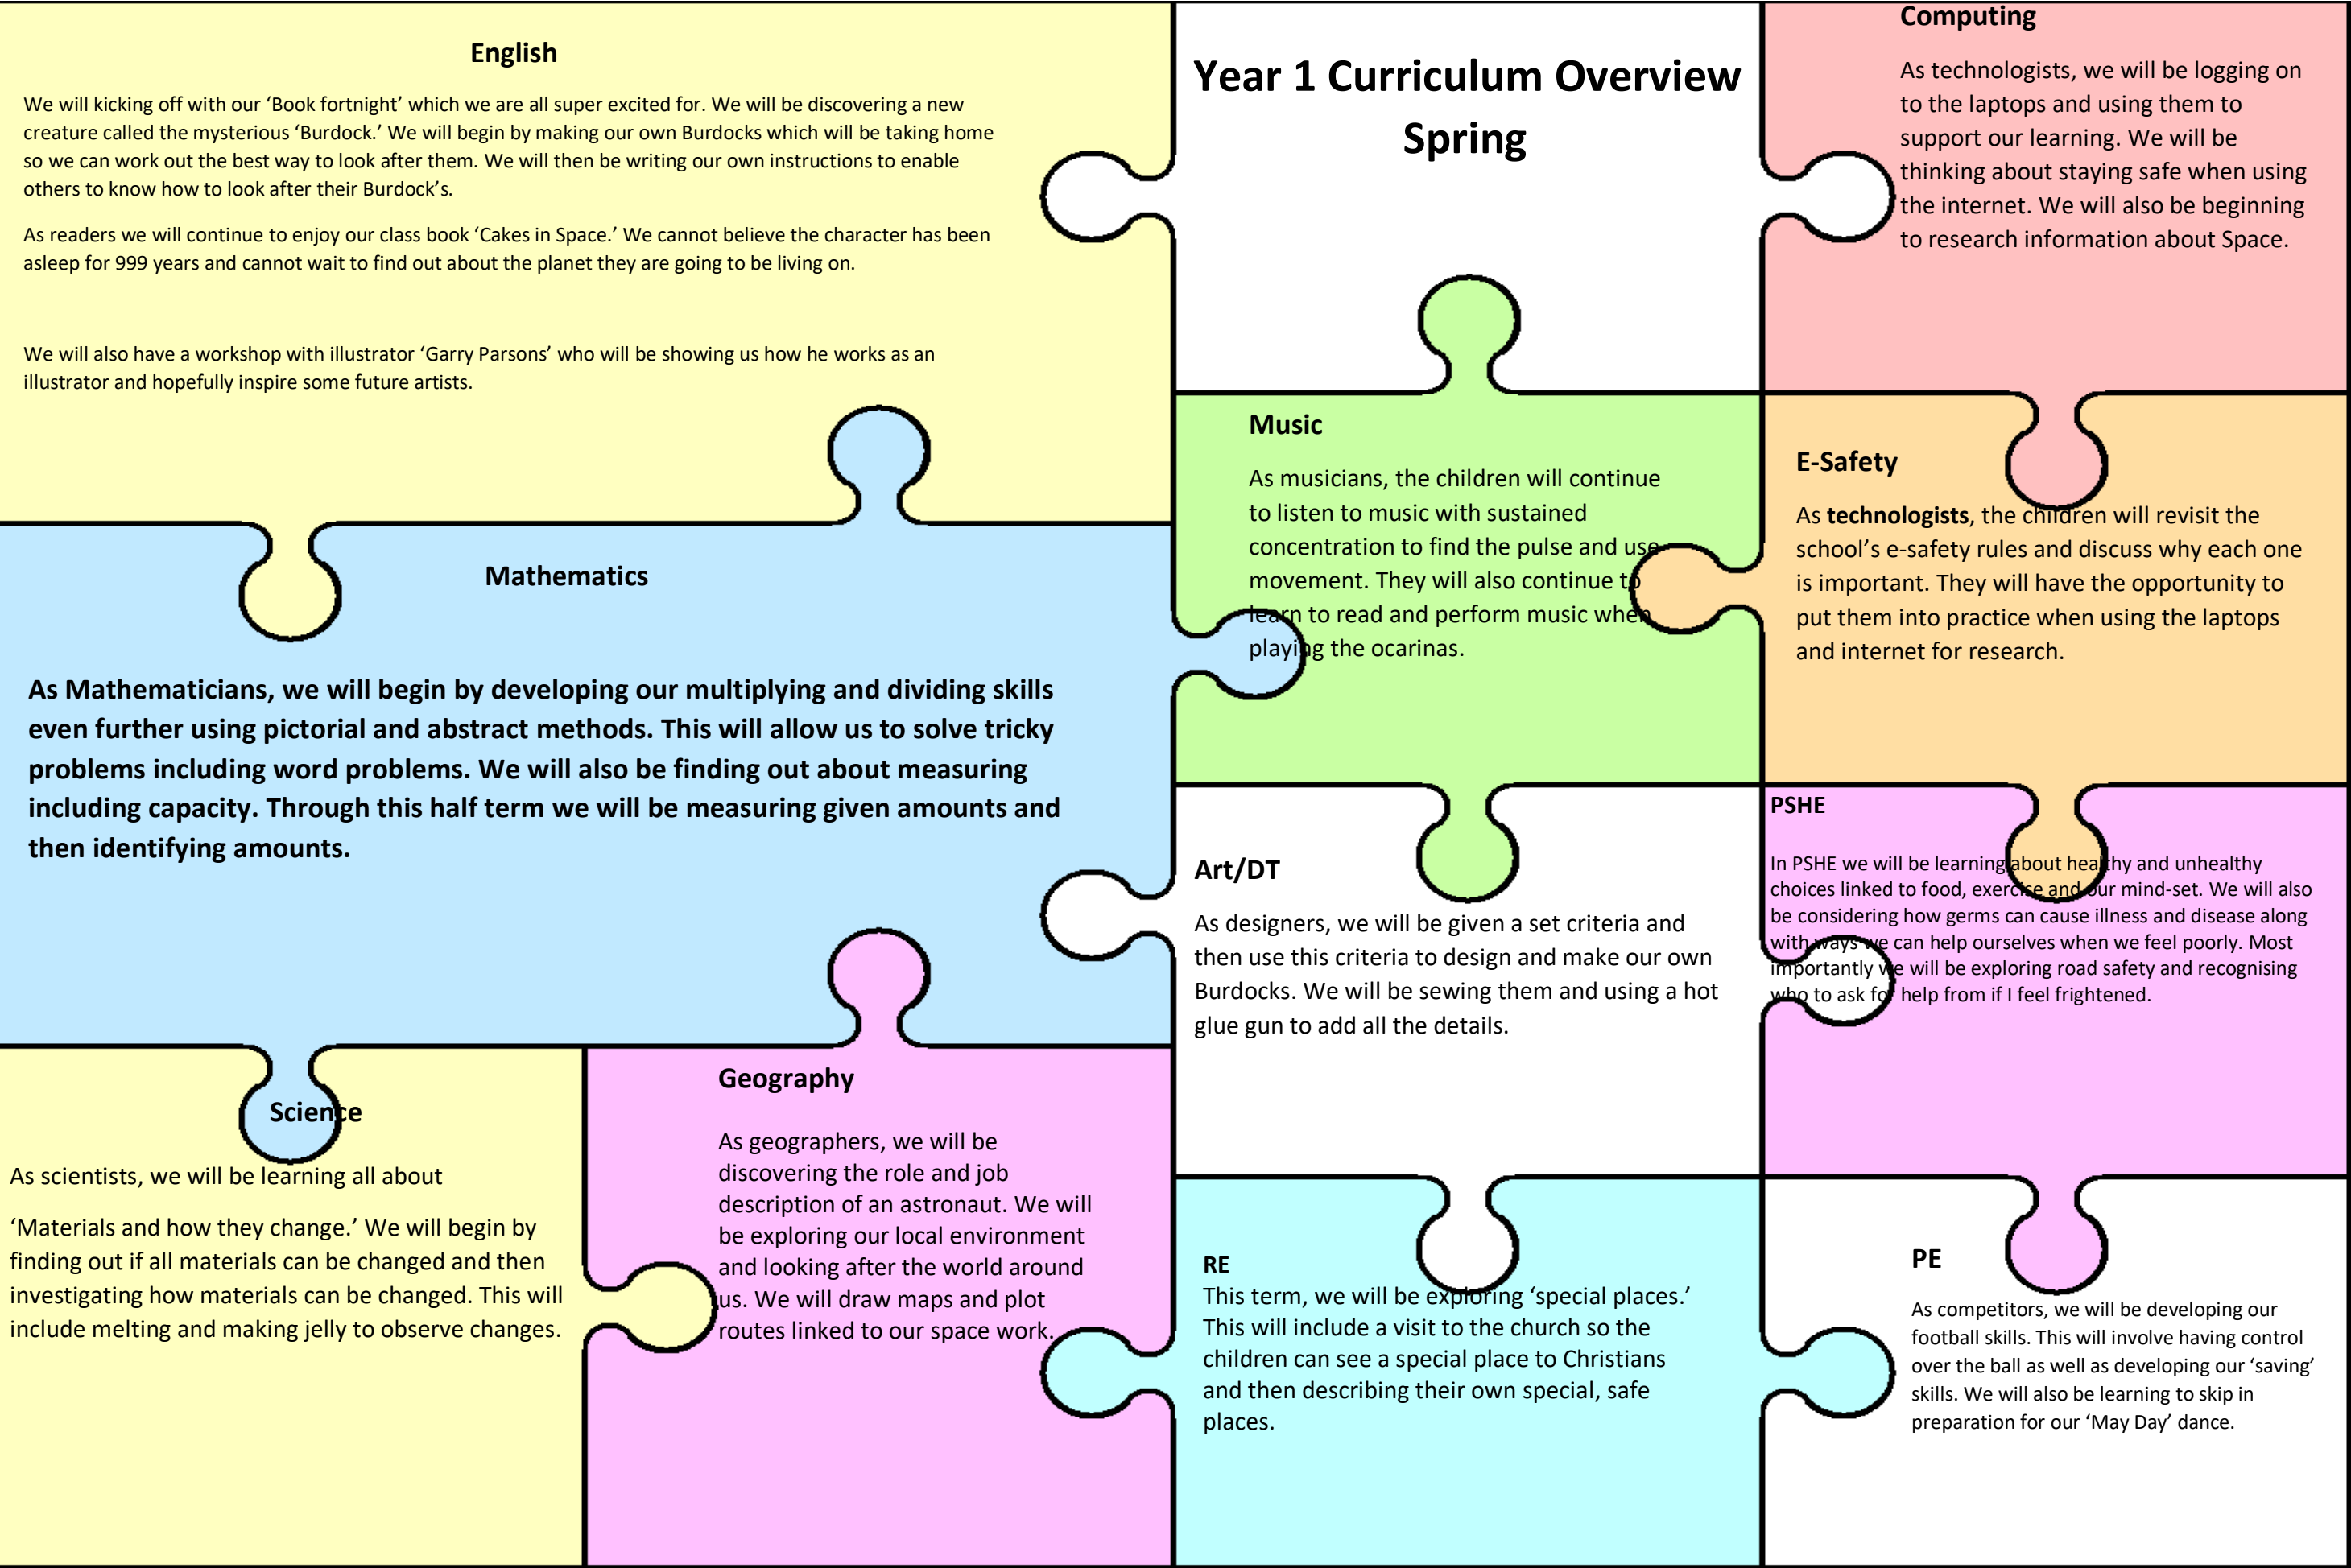 English
We will kicking off with our ‘Book fortnight’ which we are all super excited for. We will be discovering a new
creature called the mysterious ‘Burdock.’ We will begin by making our own Burdocks which will be taking home
so we can work out the best way to look after them. We will then be writing our own instructions to enable
others to know how to look after their Burdock’s.
As readers we will continue to enjoy our class book ‘Cakes in Space.’ We cannot believe the character has been
asleep for 999 years and cannot wait to find out about the planet they are going to be living on.
We will also have a workshop with illustrator ‘Garry Parsons’ who will be showing us how he works as an
illustrator and hopefully inspire some future artists.
Year 1 Curriculum Overview
Spring
Computing
As technologists, we will be logging on
to the laptops and using them to
support our learning. We will be
thinking about staying safe when using
the internet. We will also be beginning
to research information about Space.
Music
As musicians, the children will continue
to listen to music with sustained
concentration to find the pulse and use
movement. They will also continue to
learn to read and perform music when
playing the ocarinas.
E-Safety
As technologists, the children will revisit the
school’s e-safety rules and discuss why each one
is important. They will have the opportunity to
put them into practice when using the laptops
and internet for research.
Mathematics
As Mathematicians, we will begin by developing our multiplying and dividing skills
even further using pictorial and abstract methods. This will allow us to solve tricky
problems including word problems. We will also be finding out about measuring
including capacity. Through this half term we will be measuring given amounts and
then identifying amounts.
Art/DT
As designers, we will be given a set criteria and
then use this criteria to design and make our own
Burdocks. We will be sewing them and using a hot
glue gun to add all the details.
PSHE
In PSHE we will be learning about healthy and unhealthy
choices linked to food, exercise and our mind-set. We will also
be considering how germs can cause illness and disease along
with ways we can help ourselves when we feel poorly. Most
importantly we will be exploring road safety and recognising
who to ask for help from if I feel frightened.
Science
As scientists, we will be learning all about
‘Materials and how they change.’ We will begin by
finding out if all materials can be changed and then
investigating how materials can be changed. This will
include melting and making jelly to observe changes.
Geography
As geographers, we will be
discovering the role and job
description of an astronaut. We will
be exploring our local environment
and looking after the world around
us. We will draw maps and plot
routes linked to our space work.
RE
This term, we will be exploring ‘special places.’
This will include a visit to the church so the
children can see a special place to Christians
and then describing their own special, safe
places.
PE
As competitors, we will be developing our
football skills. This will involve having control
over the ball as well as developing our ‘saving’
skills. We will also be learning to skip in
preparation for our ‘May Day’ dance.